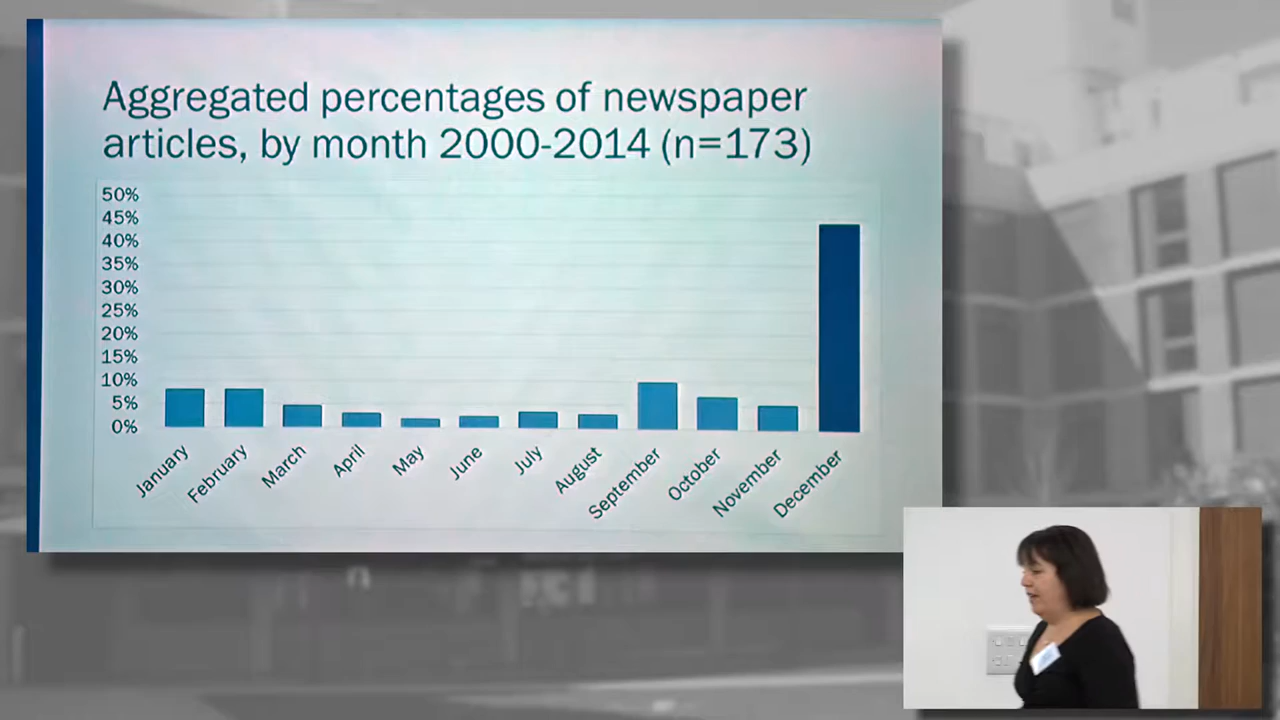 Aggregated percentages of newspaper
articles, by month 2000-2014 (n=173)
50%
45%
40%
35%
30%
25%
20%
15%
10%
5%
0%
January
February
March
April
May
June
July
August
September
October
November
December